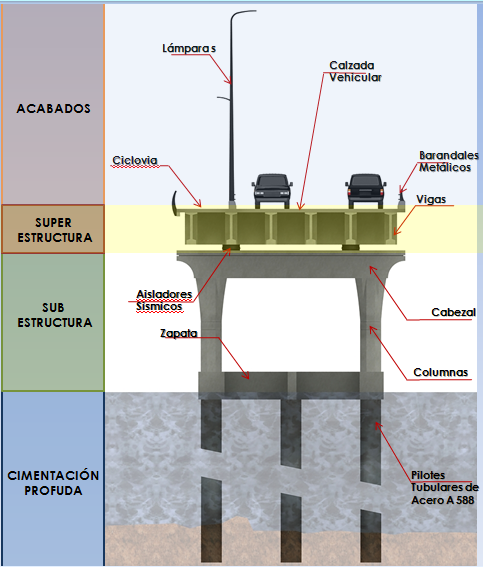 Lámparas
Calzada
Vehicular
ACABADOS
Ciclovia
Barandales
Metálicos
Vigas
SUPER
ESTRUCTURA
Aisladores
Sísmicos
Cabezal
SUB
ESTRUCTURA
Zapata
Columnas
CIMENTACIÓN
PROFUDA
Pilotes
Tubulares de
Acero A 588